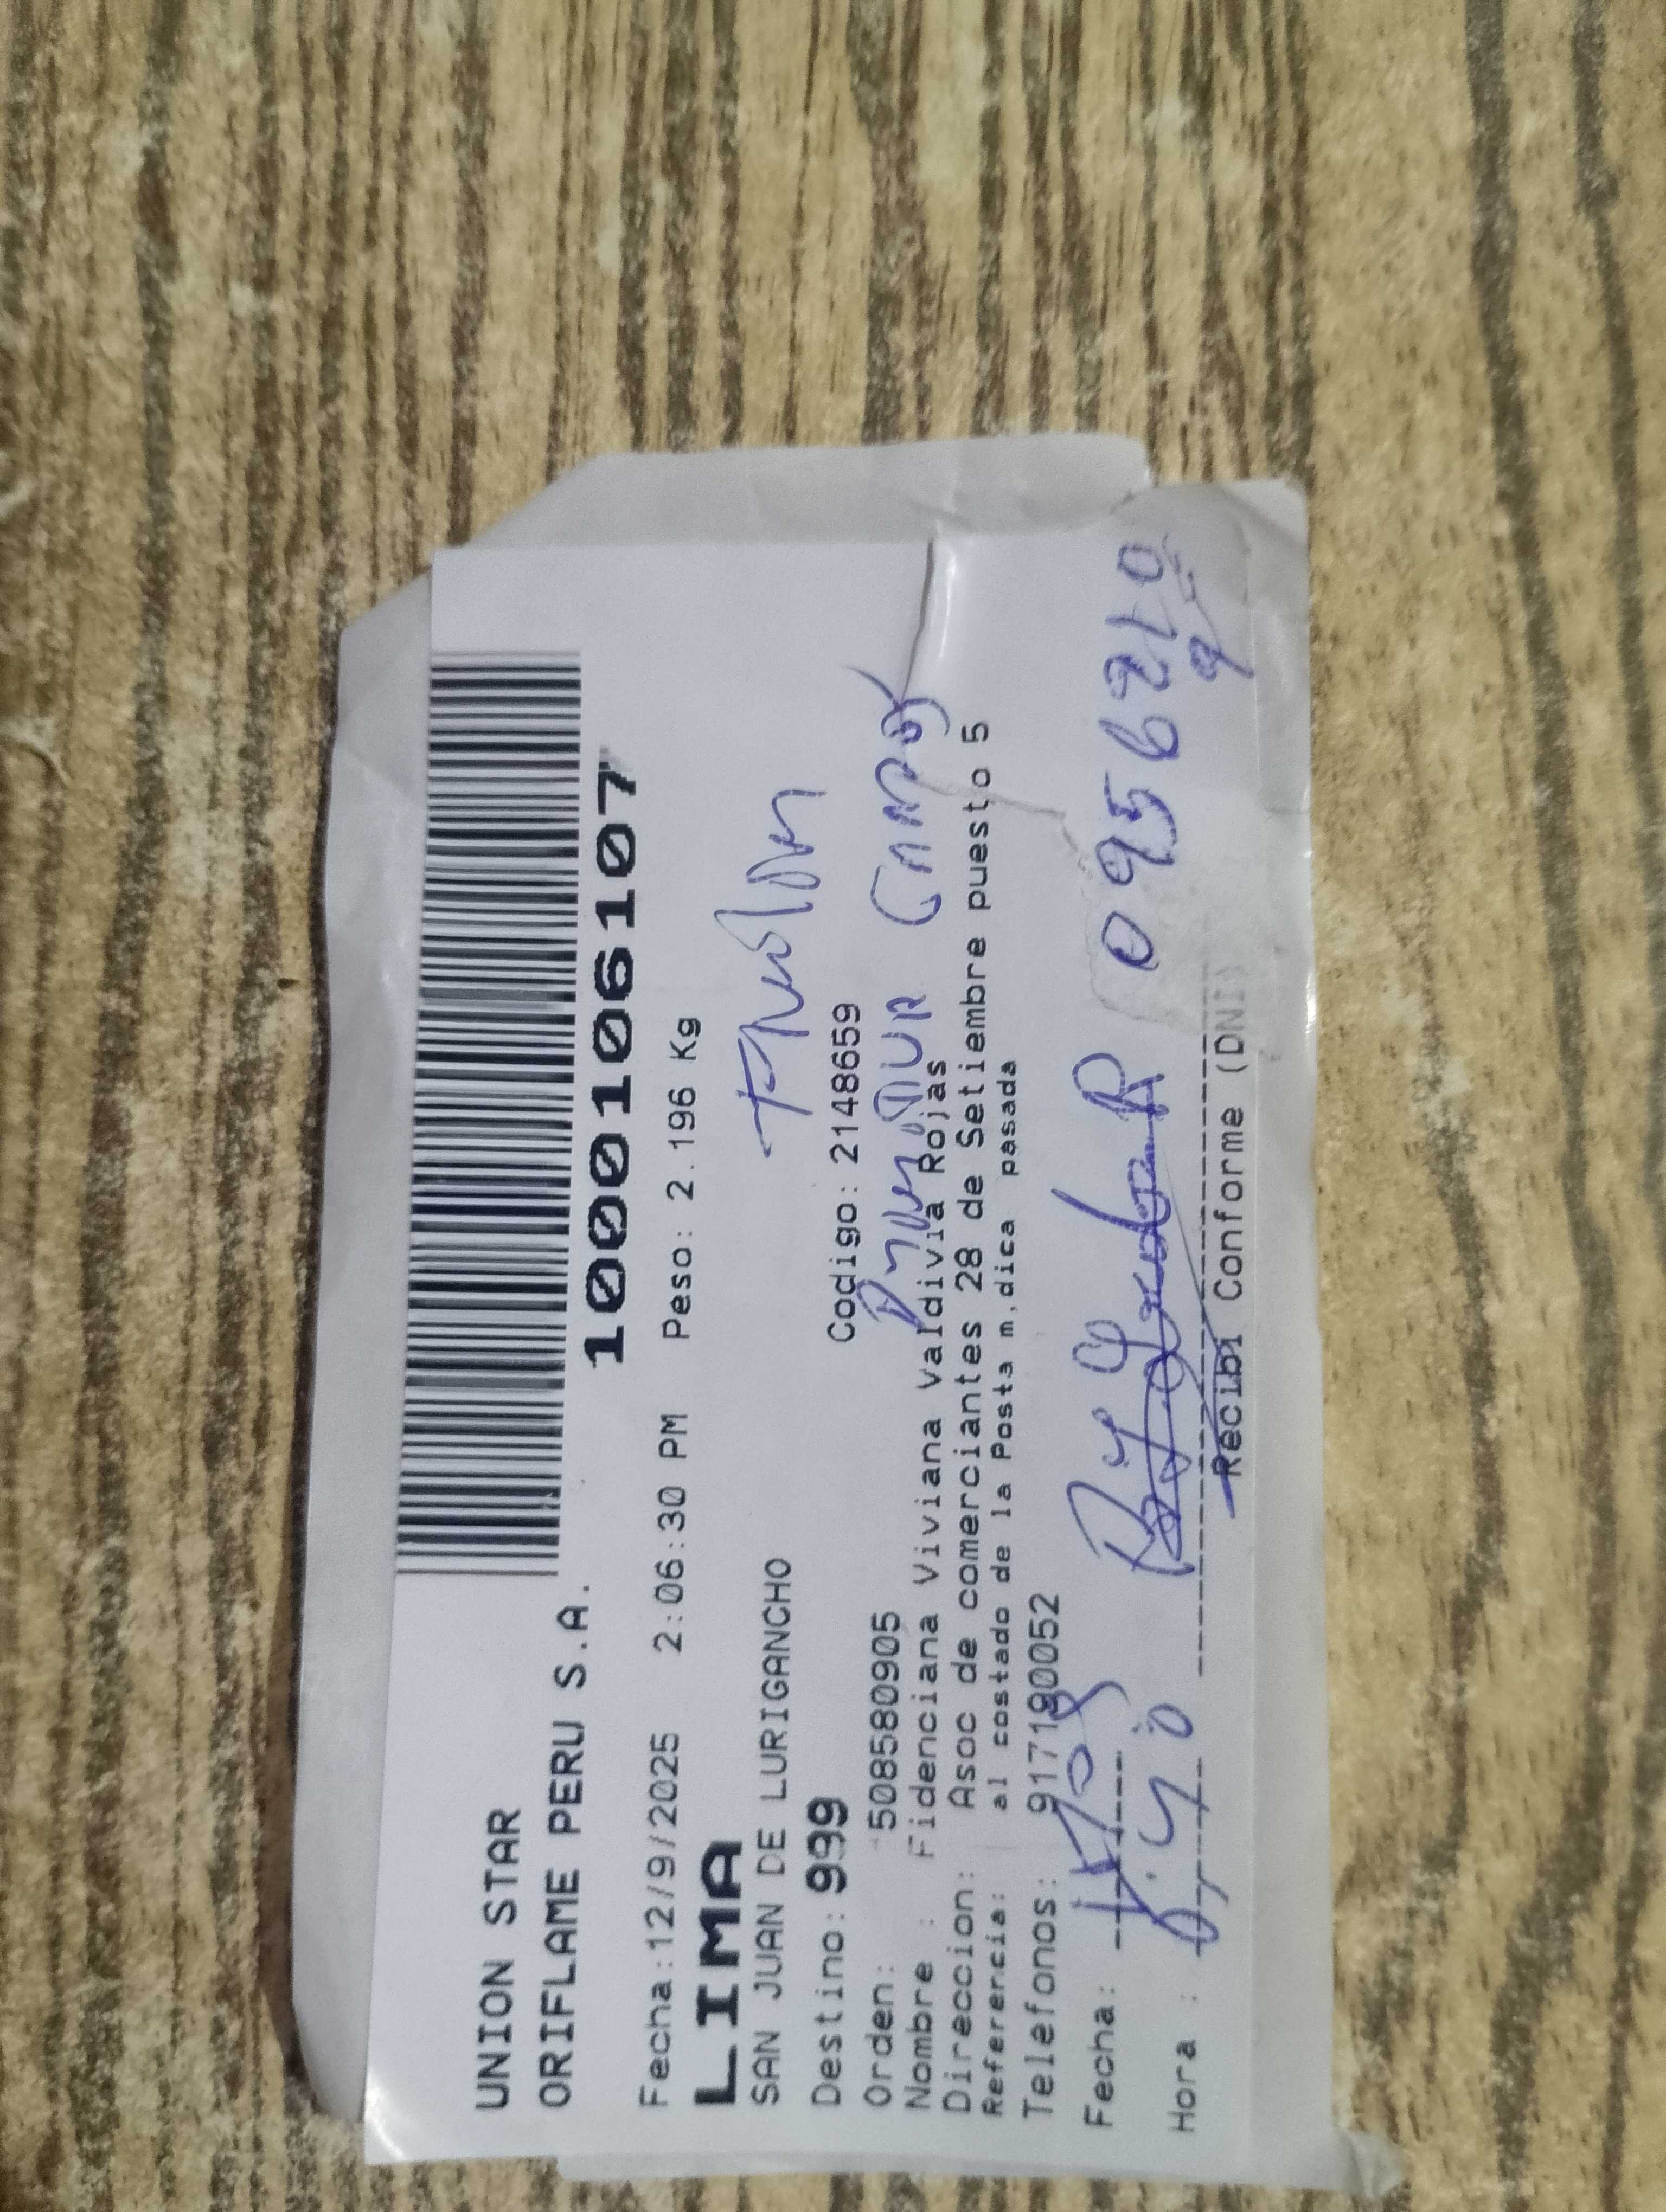 UNION STAR
ORIFLAME PERU S.A.
1000106107
Fecha:12/9/2025 2:06:30 PM Peso: 2.196 Kg
LIMA
SAN JUAN DE LURIGANCHO
Destino: 999
Codigo: 2148659
Orden: 508580905
Nombre : Fidenciana Viviana Valdivia Rojas
Direccion: Asoc de comerciantes 28 de Setiembre puesto 5
Referencia: al costado de la Posta m.dica pasada
Telefonos: 917190052
Fecha:
0956210
9
Hora :
Recibi Conforme (DNI)